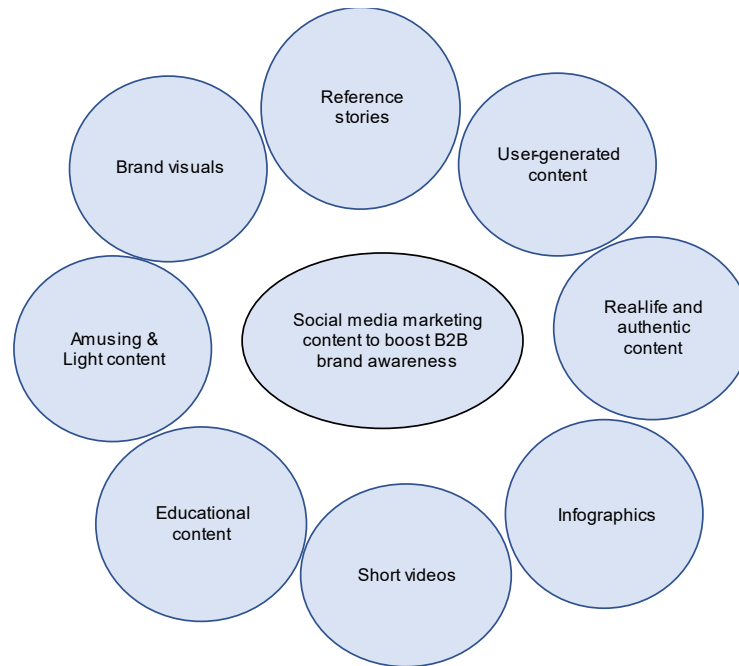 Reference
stories
User-generated
content
Real-life and
authentic
content
Infographics
Short videos
Educational
content
Amusing &
Light content
Brand visuals
Social media marketing
content to boost B2B
brand awareness